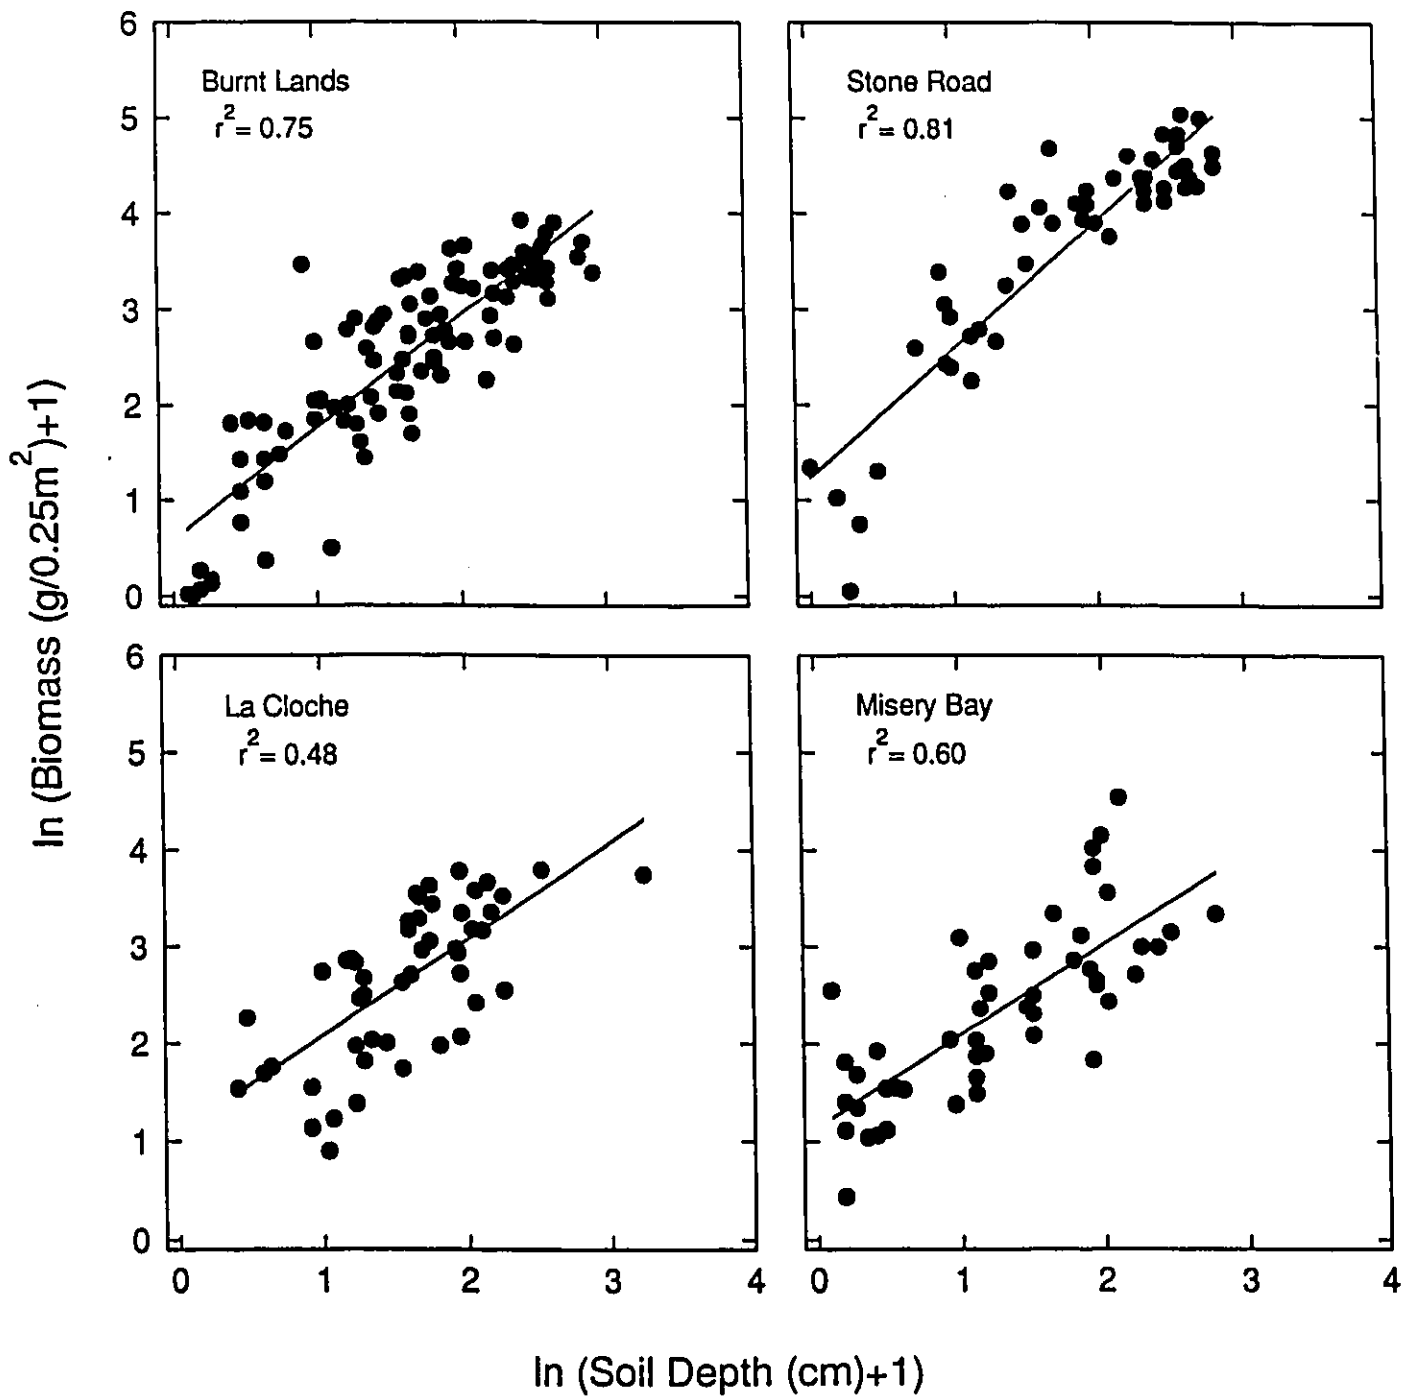 6
5
4
3
2
1
0
Burnt Lands
r²= 0.75
Stone Road
r²= 0.81
6
5
4
3
2
1
0
La Cloche
r²= 0.48
Misery Bay
r²= 0.60
0 1 2 3 4
0 1 2 3 4
ln (Biomass (g/0.25m²)+1)
ln (Soil Depth (cm)+1)